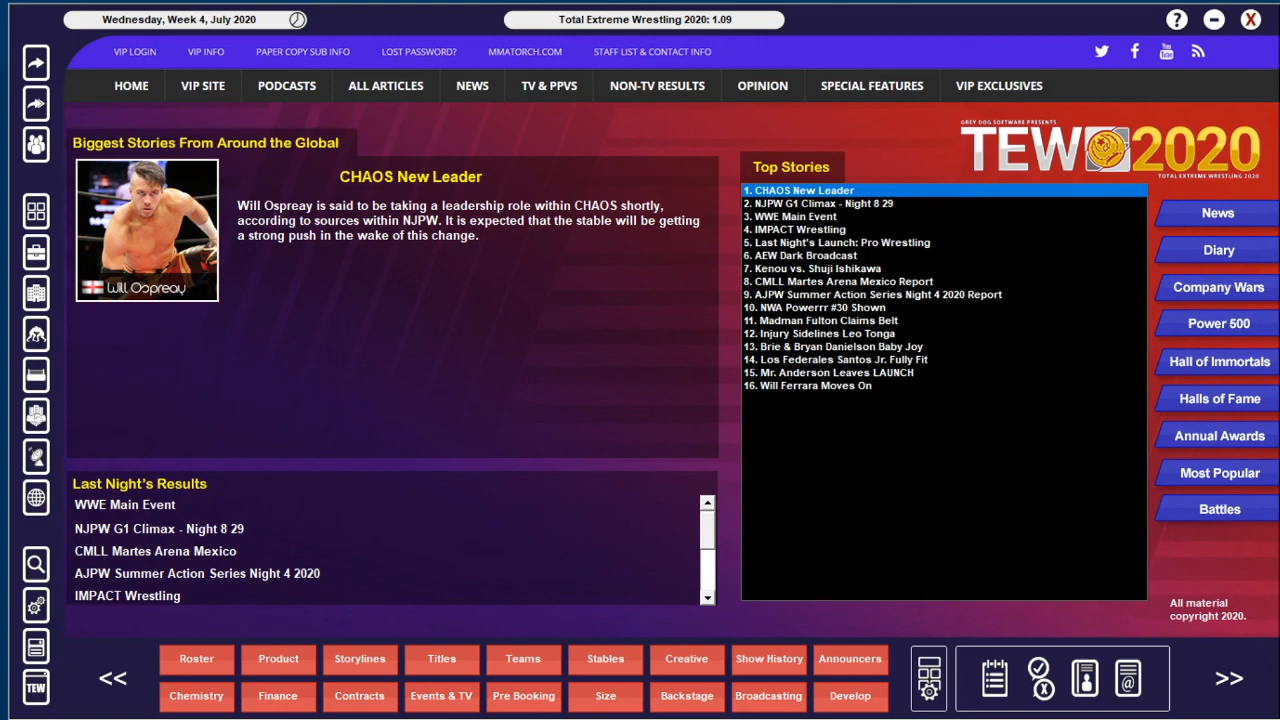 Wednesday, Week 4, July 2020
Total Extreme Wrestling 2020: 1.09
?
X
VIP LOGIN
VIP INFO
PAPER COPY SUB INFO
LOST PASSWORD?
MMATORCH.COM
STAFF LIST & CONTACT INFO
You Tube
HOME
VIP SITE
PODCASTS
ALL ARTICLES
NEWS
TV & PPVS
NON-TV RESULTS
OPINION
SPECIAL FEATURES
VIP EXCLUSIVES
GREY DOG SOFTWARE PRESENTS
TEW 2020
TOTAL EXTREME WRESTLING 2020
Biggest Stories From Around the Global
CHAOS New Leader
Will Ospreay is said to be taking a leadership role within CHAOS shortly,
according to sources within NJPW. It is expected that the stable will be getting
a strong push in the wake of this change.
Will Ospreay
Top Stories
1. CHAOS New Leader
2. NJPW G1 Climax - Night 8 29
3. WWE Main Event
4. IMPACT Wrestling
5. Last Night's Launch: Pro Wrestling
6. AEW Dark Broadcast
7. Kenou vs. Shuji Ishikawa
8. CMLL Martes Arena Mexico Report
9. AJPW Summer Action Series Night 4 2020 Report
10. NWA Powerrr #30 Shown
11. Madman Fulton Claims Belt
12. Injury Sidelines Leo Tonga
13. Brie & Bryan Danielson Baby Joy
14. Los Federales Santos Jr. Fully Fit
15. Mr. Anderson Leaves LAUNCH
16. Will Ferrara Moves On
News
Diary
Company Wars
Power 500
Hall of Immortals
Halls of Fame
Annual Awards
Most Popular
Battles
Last Night's Results
WWE Main Event
NJPW G1 Climax - Night 8 29
CMLL Martes Arena Mexico
AJPW Summer Action Series Night 4 2020
IMPACT Wrestling
All material
copyright 2020.
TEW
<<
Roster
Product
Storylines
Titles
Teams
Stables
Creative
Show History
Announcers
Chemistry
Finance
Contracts
Events & TV
Pre Booking
Size
Backstage
Broadcasting
Develop
>>